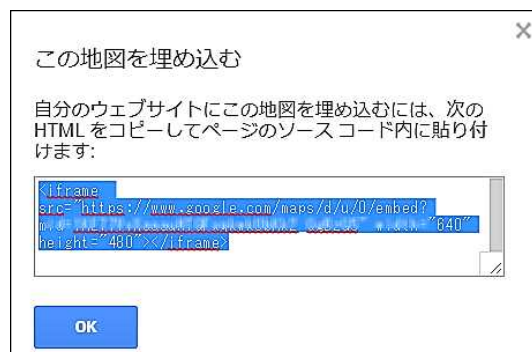 この地図を埋め込む
自分のウェブサイトにこの地図を埋め込むには、次の
HTML をコピーしてページのソース コード内に貼り付
けます:
<iframe
src="https://www.google.com/maps/d/u/0/embed?
"640"
height="480"></iframe>
OK